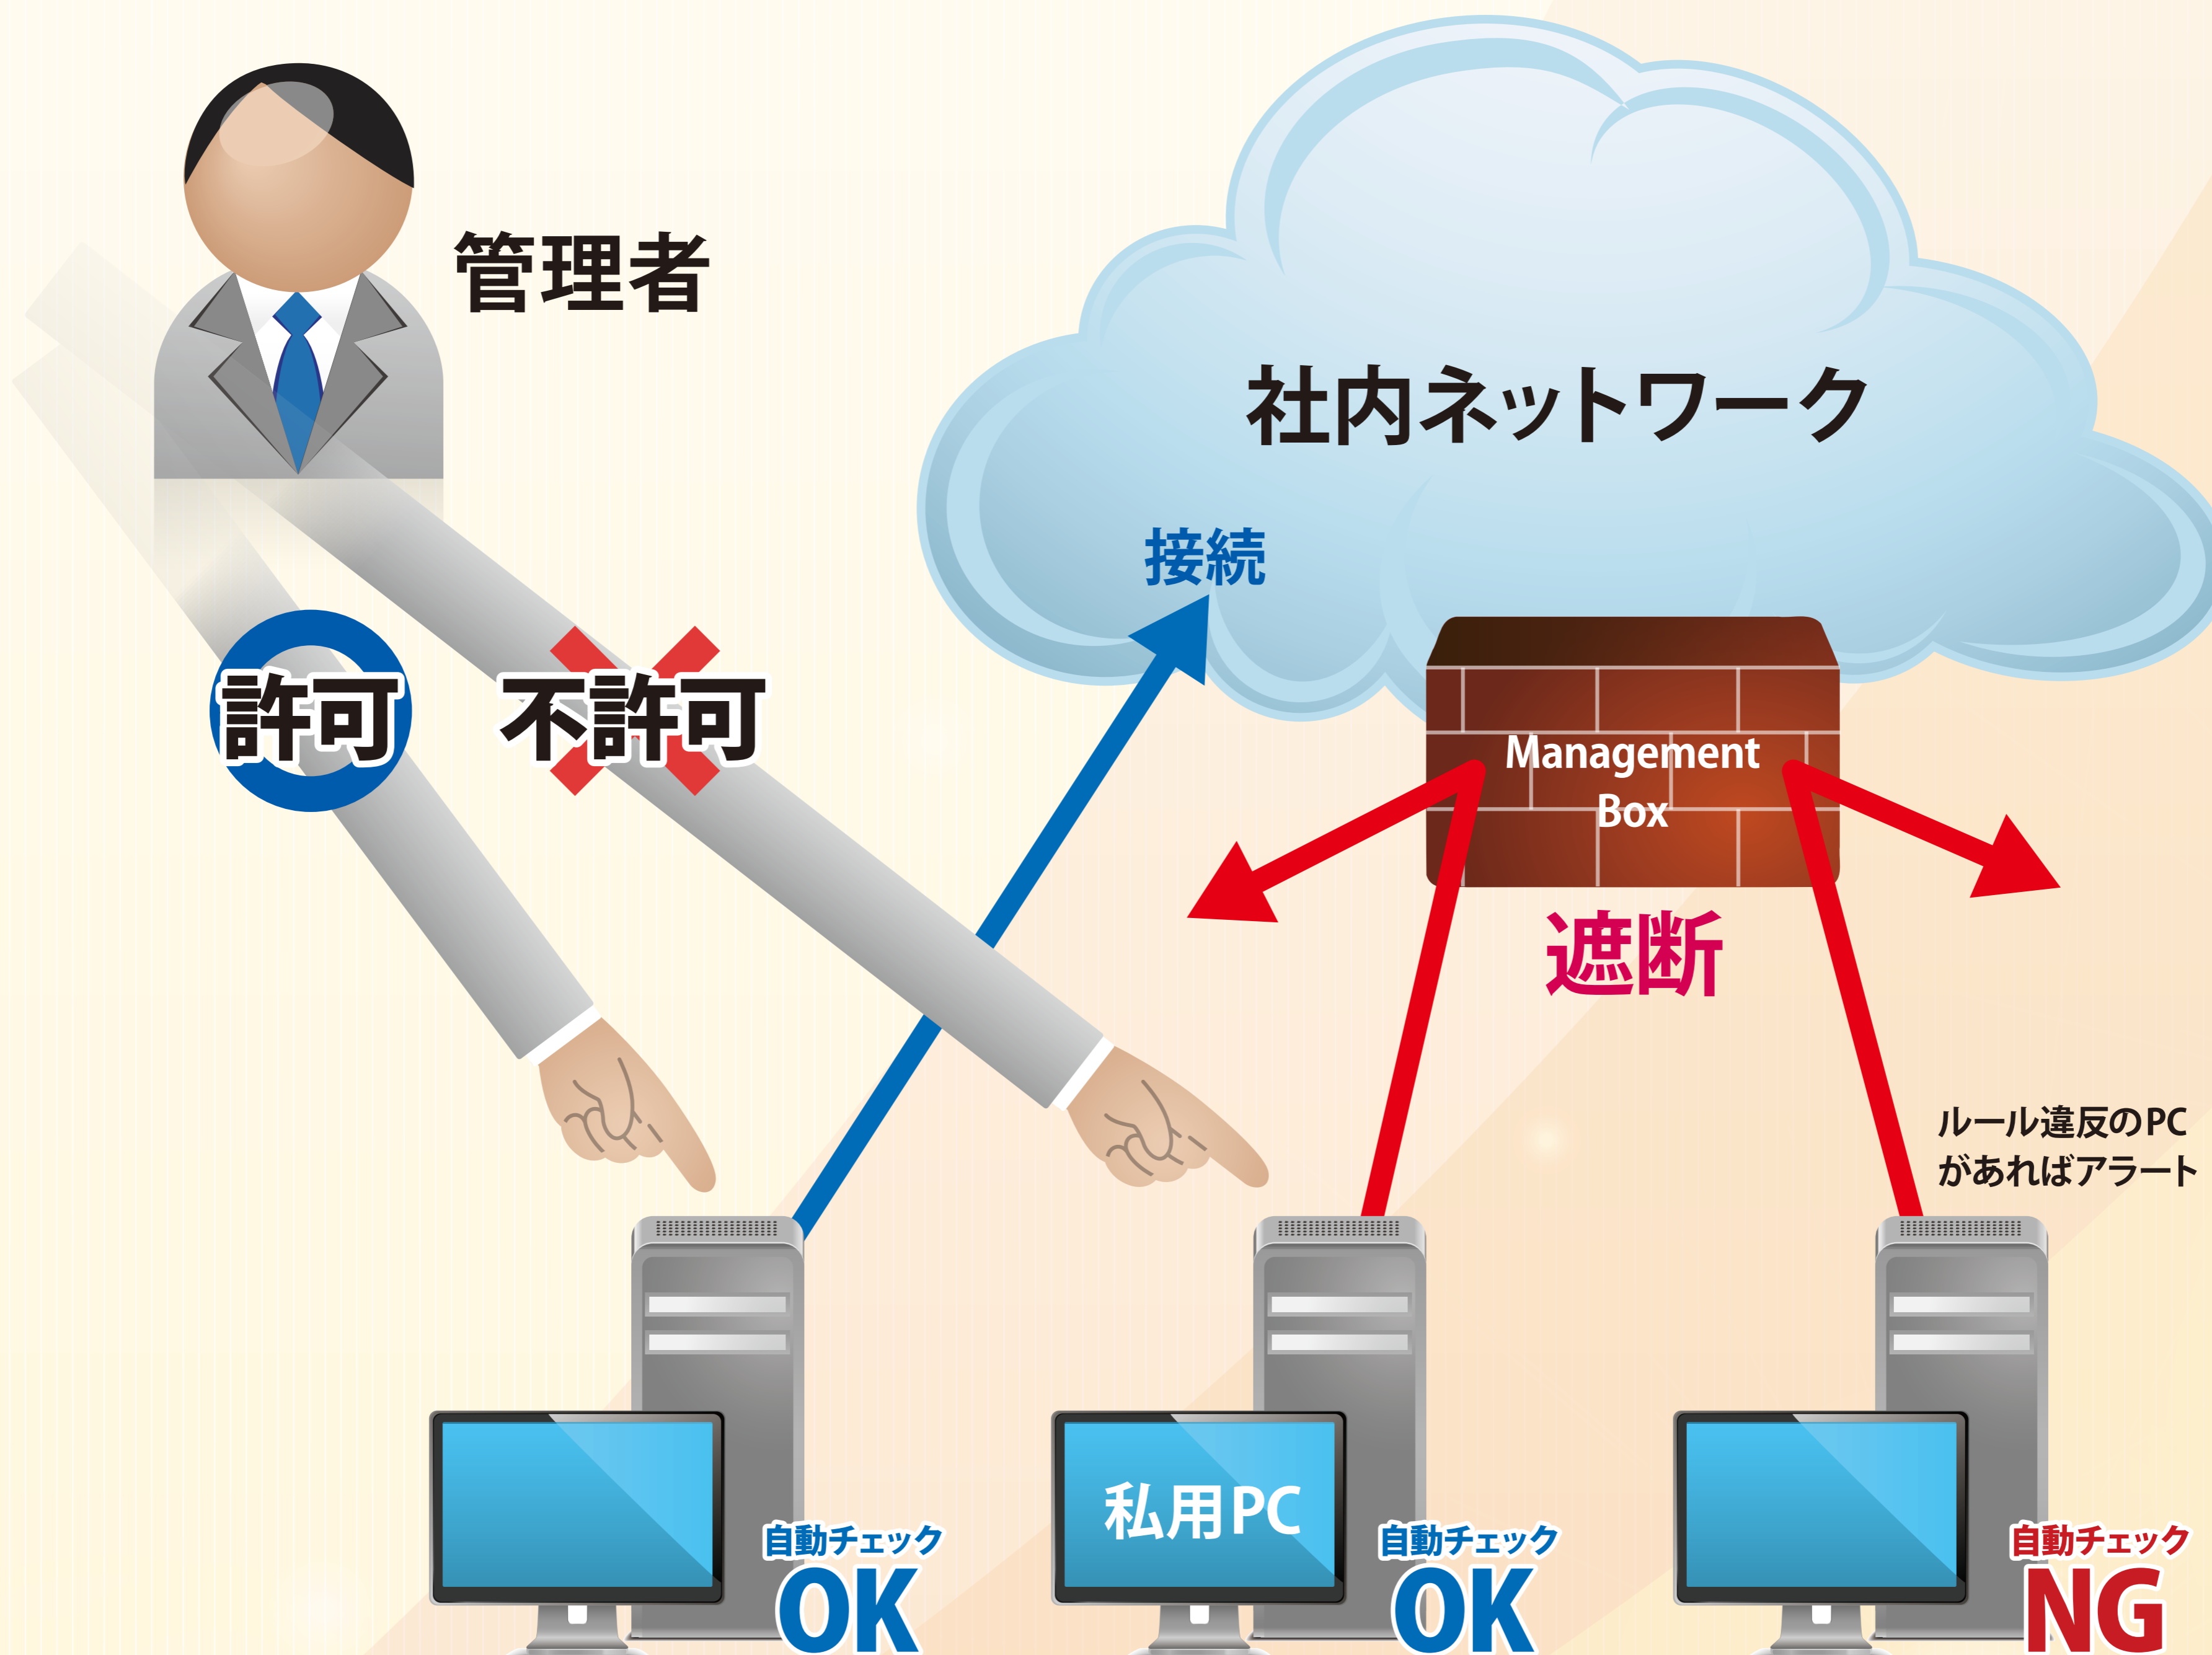 管理者
社内ネットワーク
接続
許可
不許可
Management
Box
遮断
ルール違反のPC
があればアラート
私用PC
自動チェック
OK
自動チェック
OK
自動チェック
NG